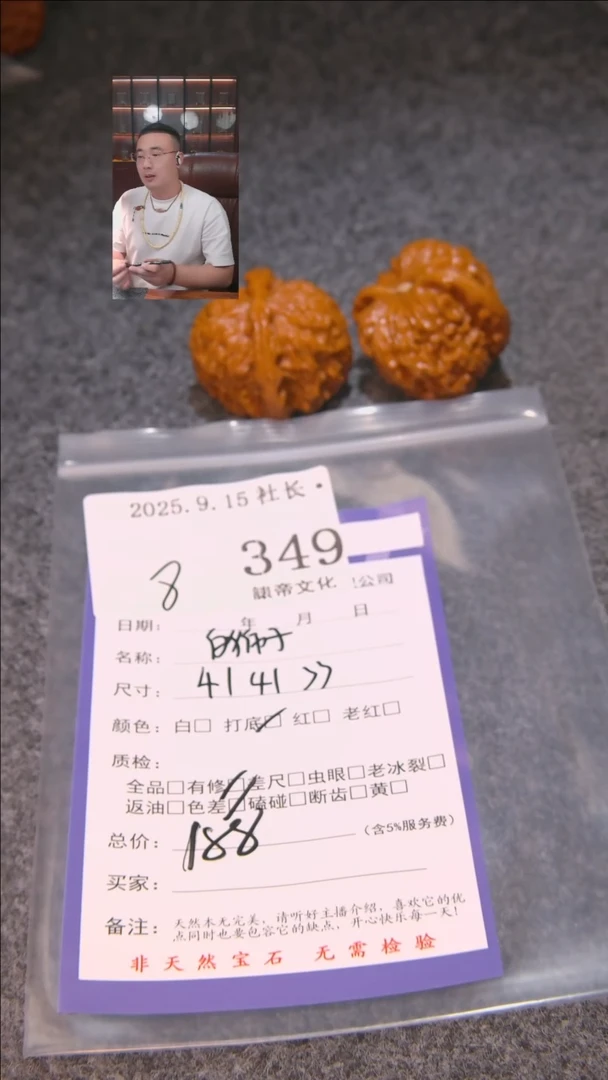 2025.9.15 社长
349
8
帝文化 公司
日期： 年 月 日
名称： 白狮子
尺寸： 41 41 >>
颜色： 白□ 打底□ 红□ 老红□
质检：
全品□有修□差尺□虫眼□老冰裂□
返油□色差□磕碰□断齿□黄□
总价： 188 （含5%服务费）
买家：
备注： 天然本无完美，请听好主播介绍，喜欢它的优
点同时也要包容它的缺点，开心快乐每一天！
非天然宝石 无需检验